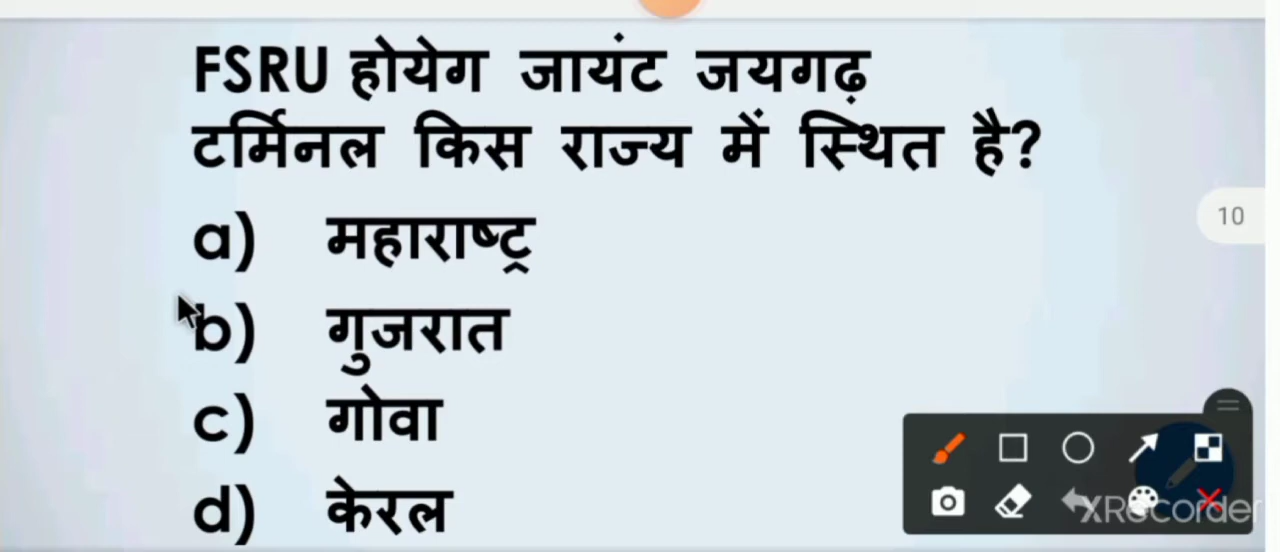 FSRU होयेग जायंट जयगढ़
टर्मिनल किस राज्य में स्थित है?
a) महाराष्ट्र
10
b) गुजरात
c) गोवा
d) केरल
XRecorder